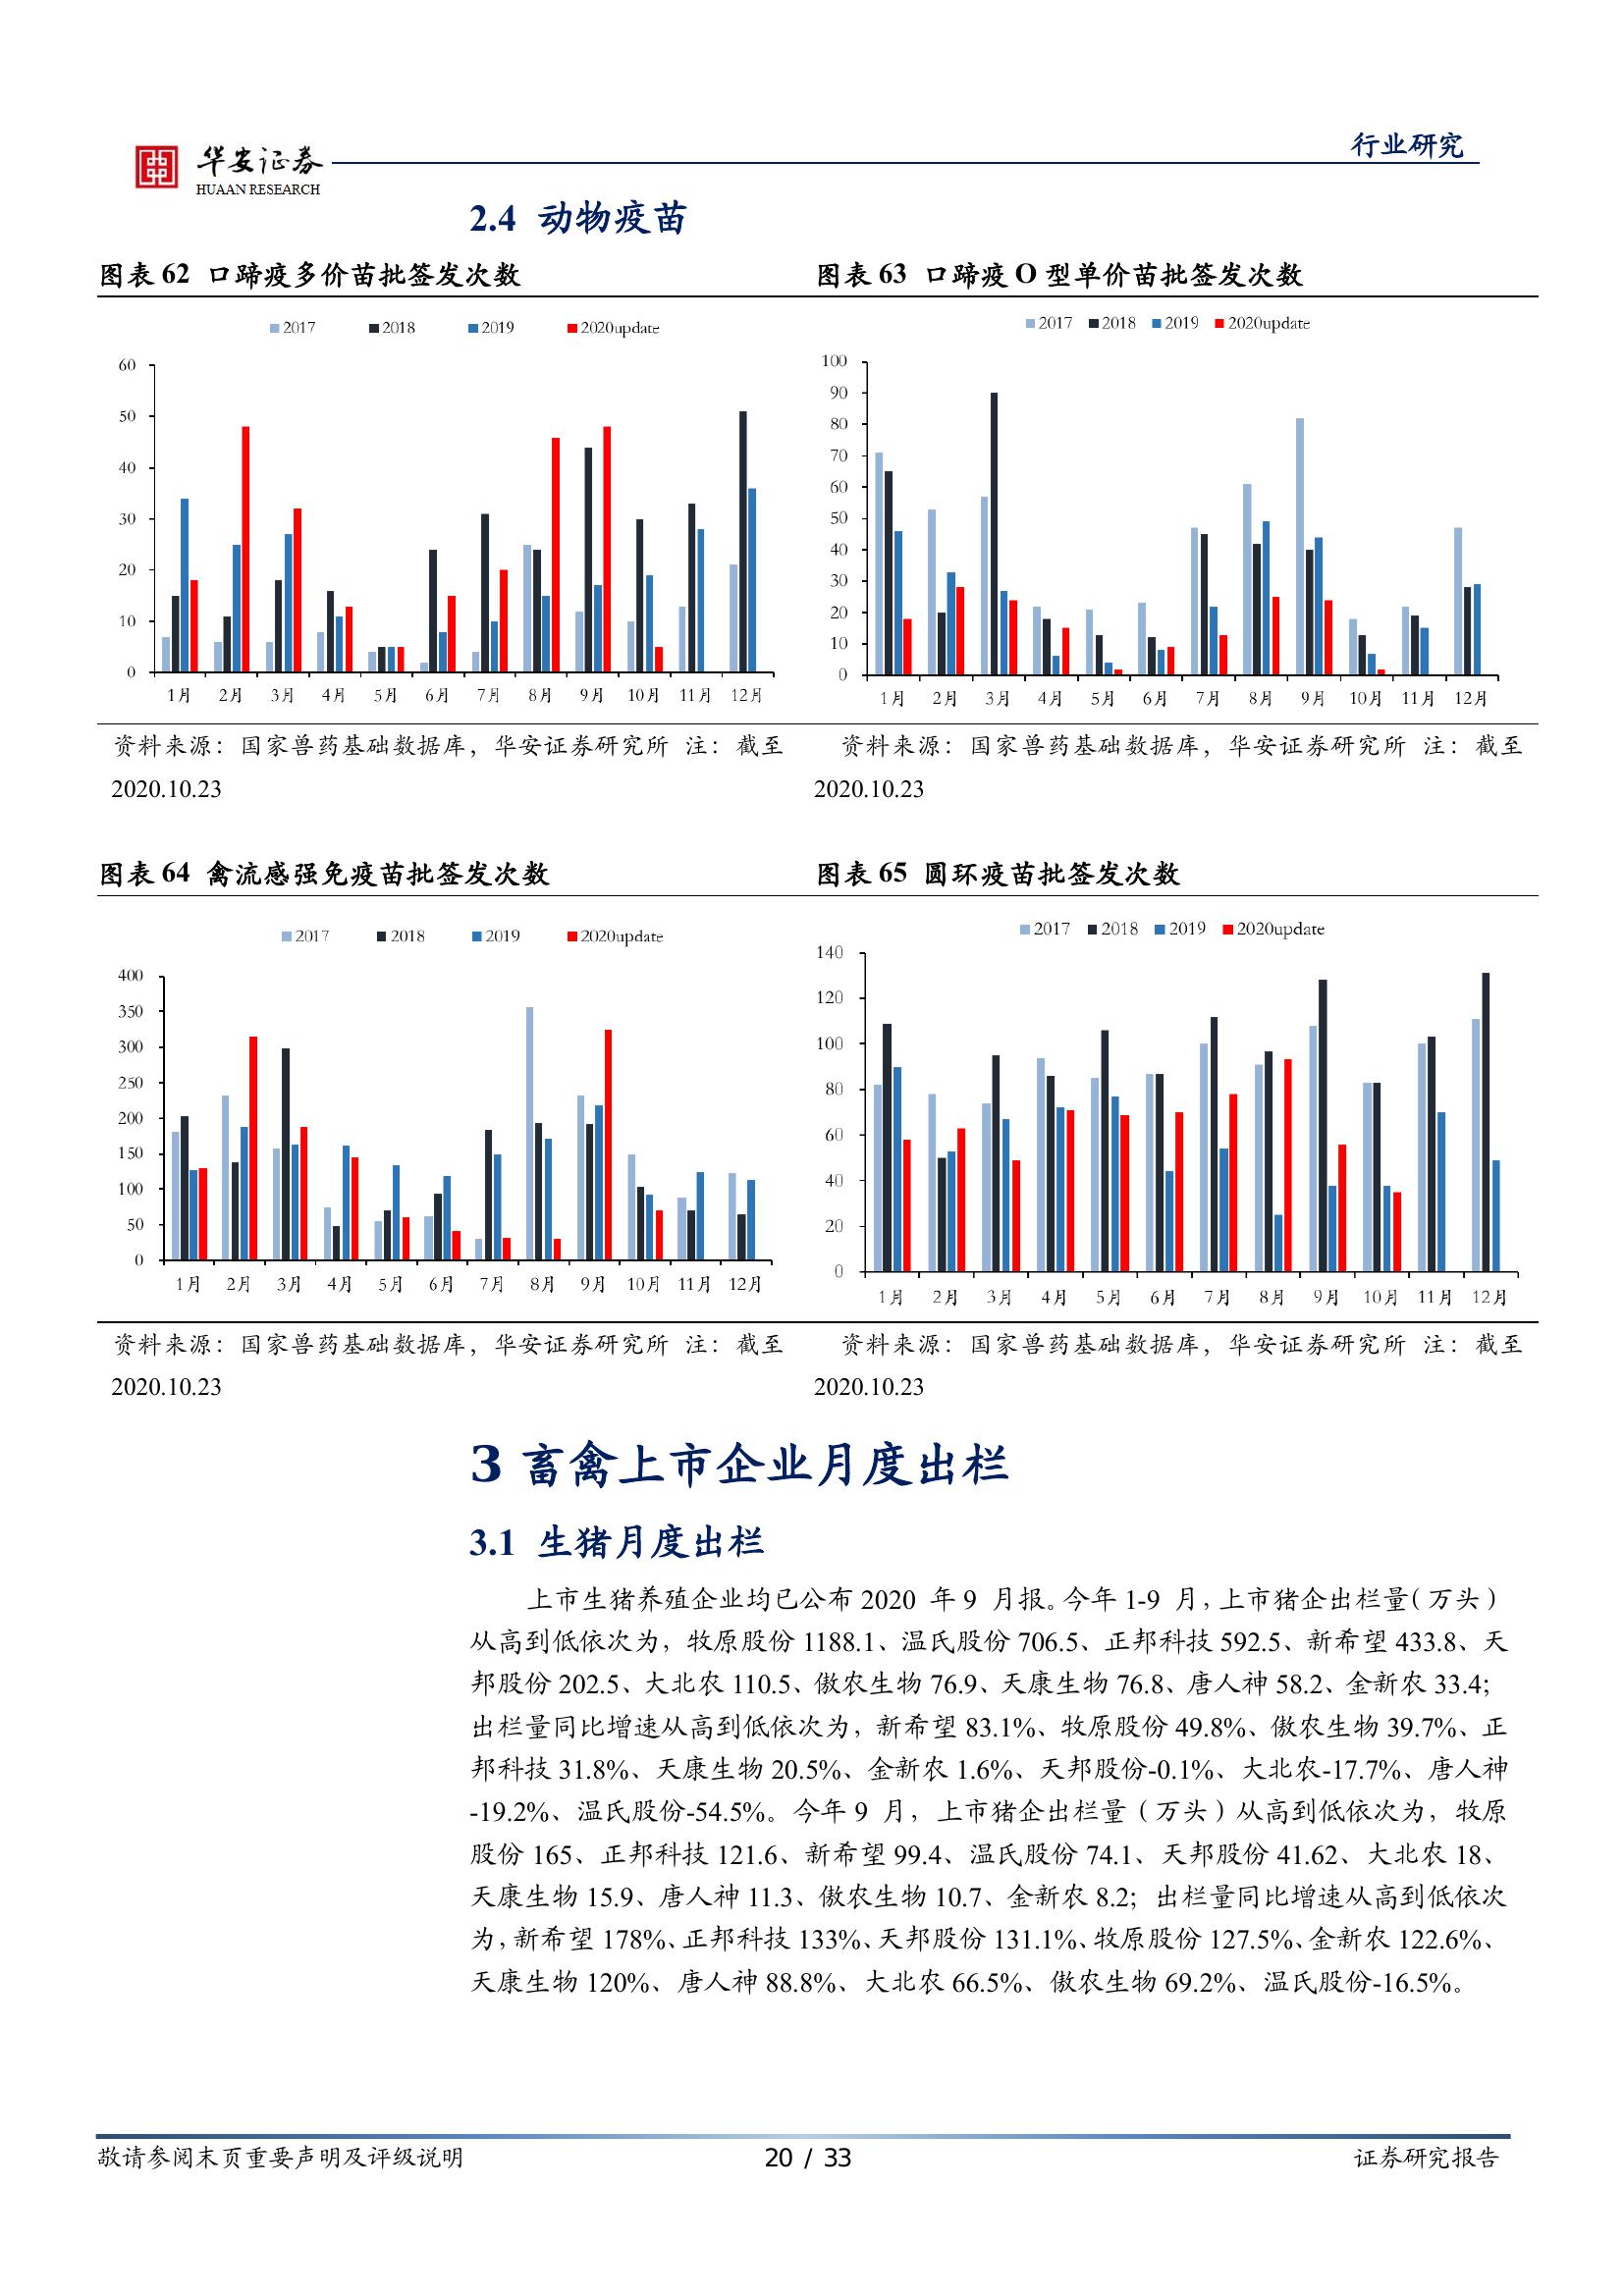 华安证券
HUAAN RESEARCH
行业研究
2.4 动物疫苗
图表 62 口蹄疫多价苗批签发次数
2017 2018 2019 2020update
60
50
40
30
20
10
0
1月 2月 3月 4月 5月 6月 7月 8月 9月 10月 11月 12月
资料来源：国家兽药基础数据库，华安证券研究所 注：截至
2020.10.23
图表 63 口蹄疫 O 型单价苗批签发次数
2017 2018 2019 2020update
100
90
80
70
60
50
40
30
20
10
0
1月 2月 3月 4月 5月 6月 7月 8月 9月 10月 11月 12月
资料来源：国家兽药基础数据库，华安证券研究所 注：截至
2020.10.23
图表 64 禽流感强免疫苗批签发次数
2017 2018 2019 2020update
400
350
300
250
200
150
100
50
0
1月 2月 3月 4月 5月 6月 7月 8月 9月 10月 11月 12月
资料来源：国家兽药基础数据库，华安证券研究所 注：截至
2020.10.23
图表 65 圆环疫苗批签发次数
2017 2018 2019 2020update
140
120
100
80
60
40
20
0
1月 2月 3月 4月 5月 6月 7月 8月 9月 10月 11月 12月
资料来源：国家兽药基础数据库，华安证券研究所 注：截至
2020.10.23
3 畜禽上市企业月度出栏
3.1 生猪月度出栏
上市生猪养殖企业均已公布 2020 年 9 月报。今年 1-9 月，上市猪企出栏量（万头）
从高到低依次为，牧原股份 1188.1、温氏股份 706.5、正邦科技 592.5、新希望 433.8、天
邦股份 202.5、大北农 110.5、傲农生物 76.9、天康生物 76.8、唐人神 58.2、金新农 33.4；
出栏量同比增速从高到低依次为，新希望 83.1%、牧原股份 49.8%、傲农生物 39.7%、正
邦科技 31.8%、天康生物 20.5%、金新农 1.6%、天邦股份-0.1%、大北农-17.7%、唐人神
-19.2%、温氏股份-54.5%。今年 9 月，上市猪企出栏量（万头）从高到低依次为，牧原
股份 165、正邦科技 121.6、新希望 99.4、温氏股份 74.1、天邦股份 41.62、大北农 18、
天康生物 15.9、唐人神 11.3、傲农生物 10.7、金新农 8.2；出栏量同比增速从高到低依次
为，新希望 178%、正邦科技 133%、天邦股份 131.1%、牧原股份 127.5%、金新农 122.6%、
天康生物 120%、唐人神 88.8%、大北农 66.5%、傲农生物 69.2%、温氏股份-16.5%。
敬请参阅末页重要声明及评级说明
20 / 33
证券研究报告